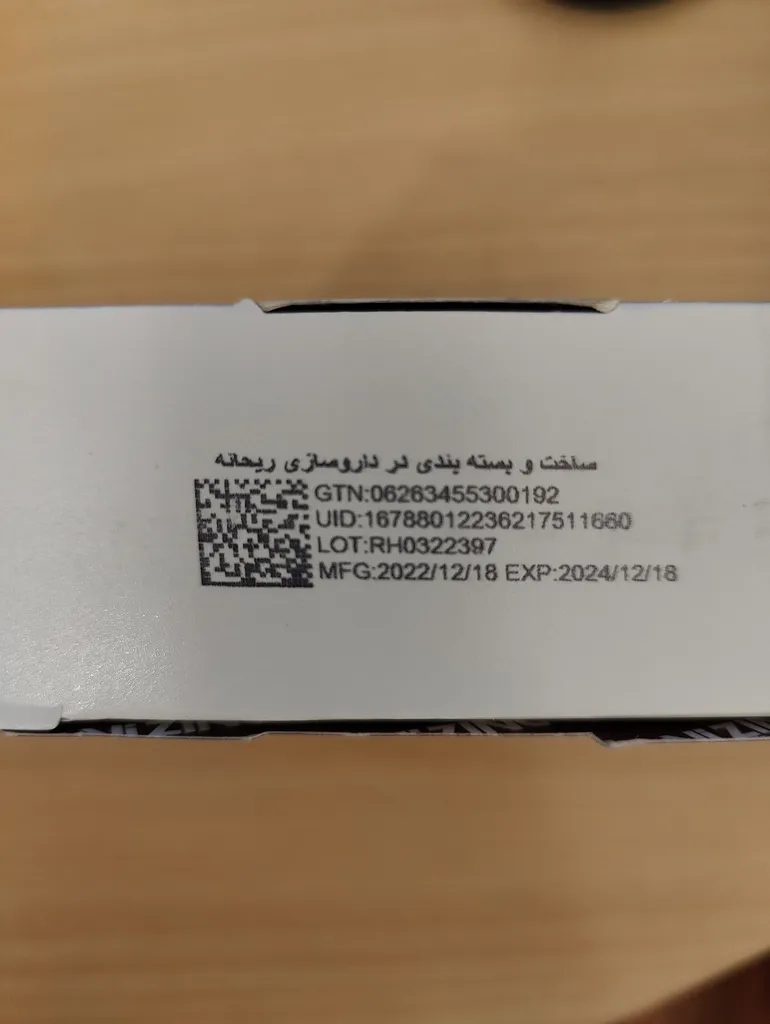 ساخت و بسته بندی در داروسازی ریحانه
GTN:06263455300192
UID:16788012236217511660
LOT:RH0322397
MFG:2022/12/18 EXP:2024/12/18